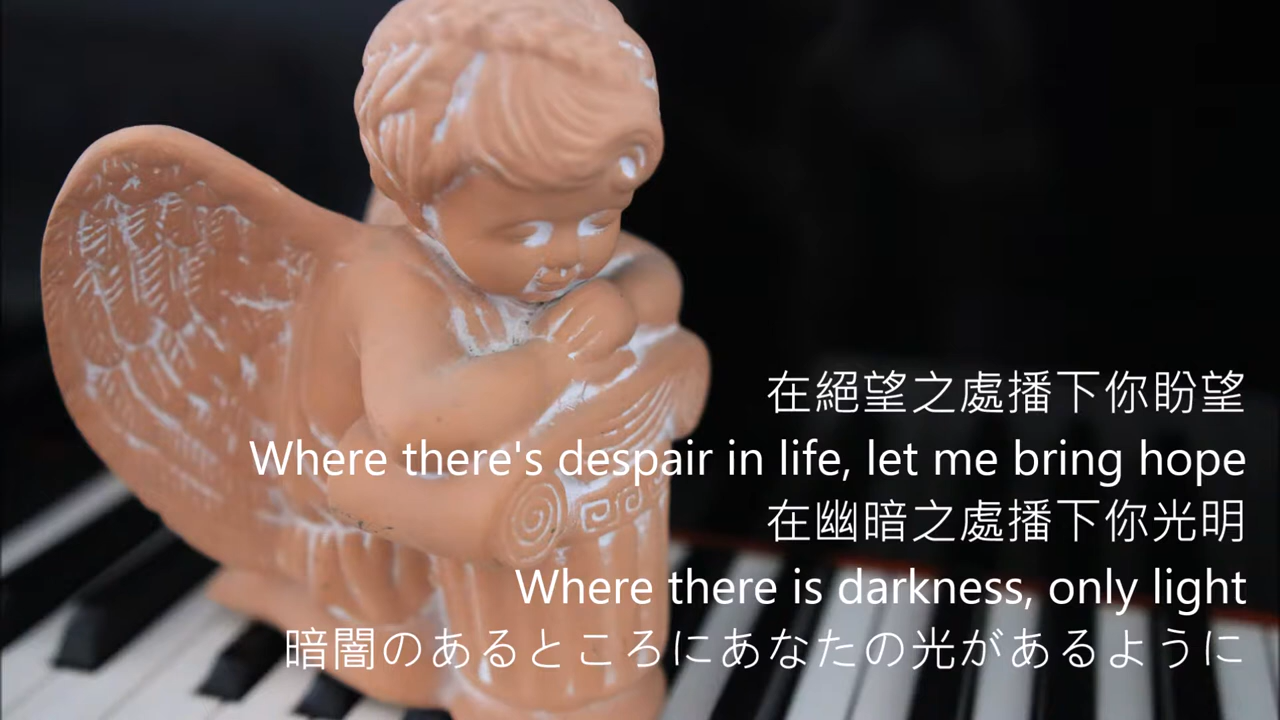 在絕望之處播下你盼望
Where there's despair in life, let me bring hope
在幽暗之處播下你光明
Where there is darkness, only light
暗闇のあるところにあなたの光があるように